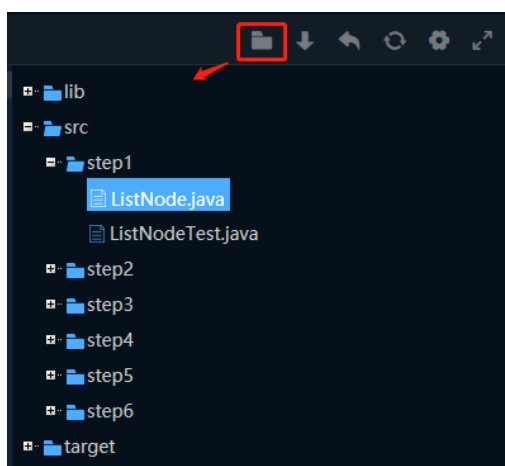 lib
src
step1
ListNode.java
ListNodeTest.java
step2
step3
step4
step5
step6
target